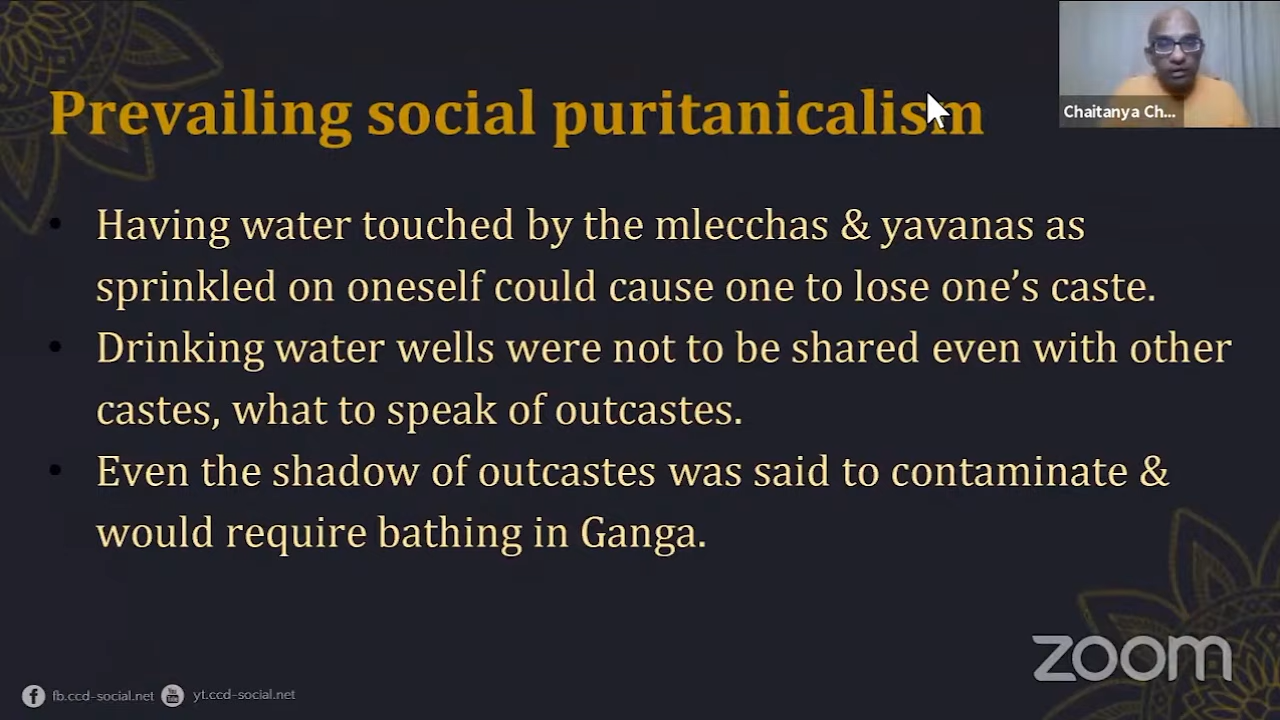 Prevailing social puritanicalism
Chaitanya Ch...
• Having water touched by the mlecchas & yavanas as
sprinkled on oneself could cause one to lose one’s caste.
• Drinking water wells were not to be shared even with other
castes, what to speak of outcastes.
• Even the shadow of outcastes was said to contaminate &
would require bathing in Ganga.
zoom
fb.ccd-social.net yt.ccd-social.net